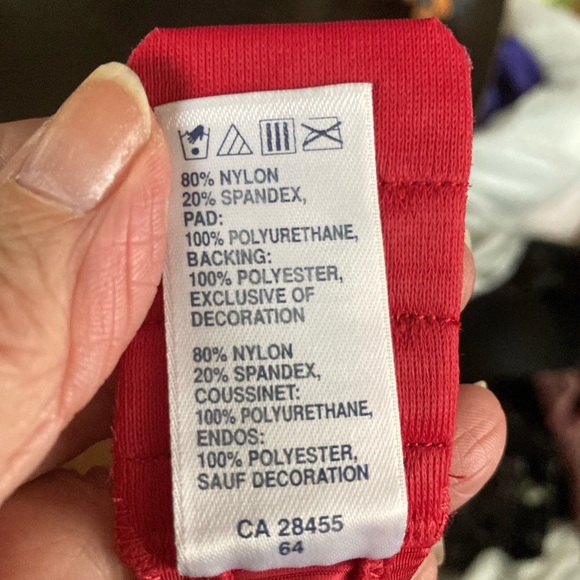 80% NYLON
20% SPANDEX,
PAD:
100% POLYURETHANE,
BACKING:
100% POLYESTER,
EXCLUSIVE OF
DECORATION
80% NYLON
20% SPANDEX,
COUSSINET:
100% POLYURETHANE,
ENDOS:
100% POLYESTER,
SAUF DECORATION
CA 28455
64